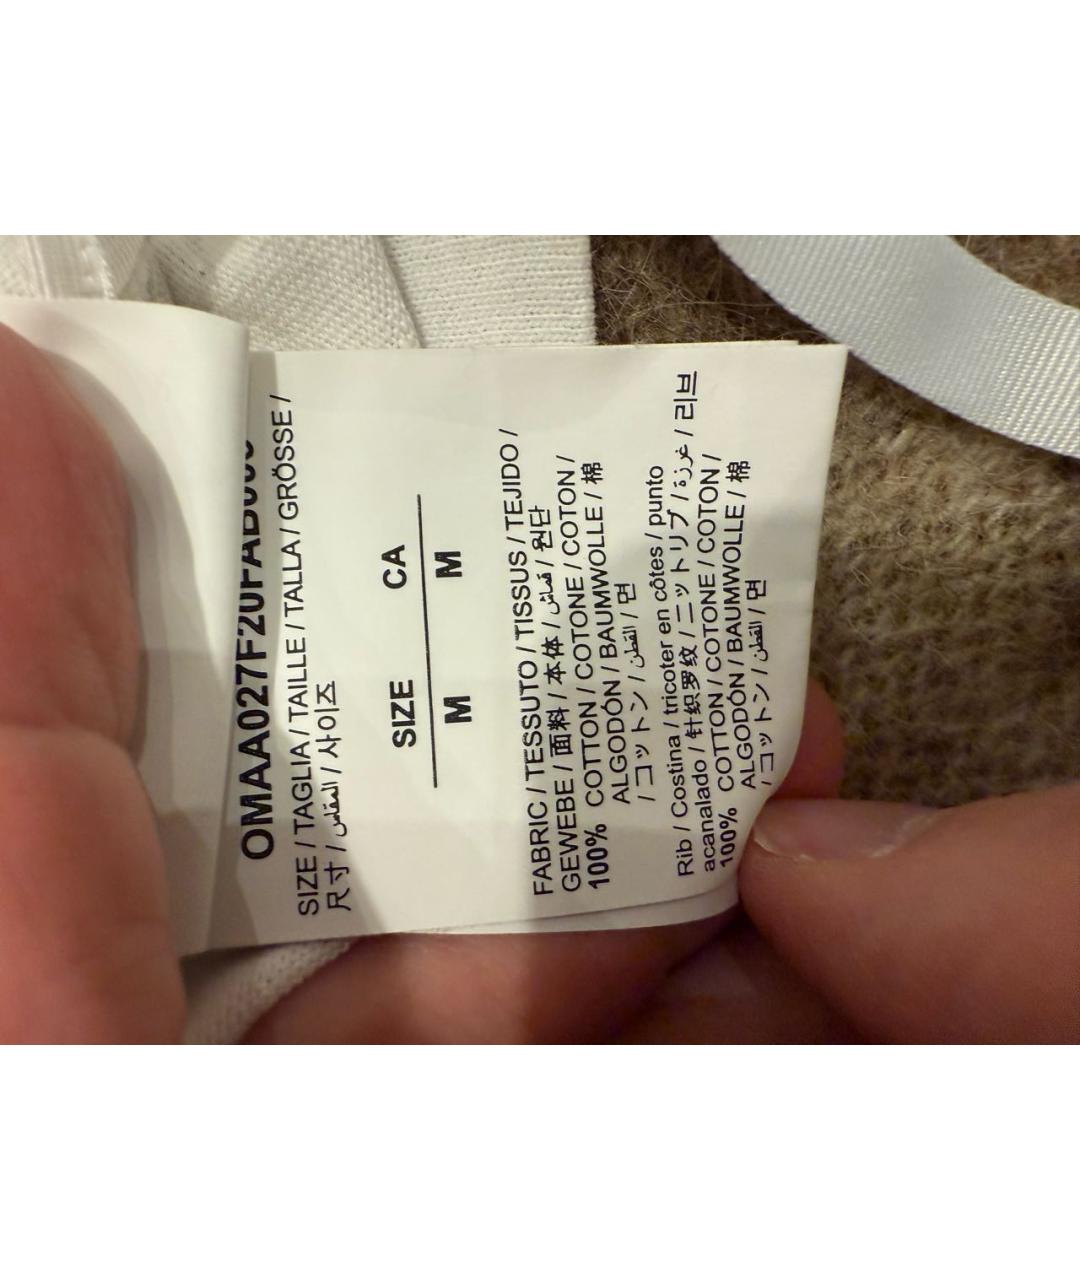 OMAA027F20FAB00
SIZE / TAGLIA / TAILLE / TALLA / GRÖSSE /
尺寸 / المقاس / 사이즈
SIZE CA
M M
FABRIC / TESSUTO / TISSUS / TEJIDO /
GEWEBE / 面料 / 本体 / قماش / 원단
100% COTTON / COTONE / COTON /
ALGODÓN / BAUMWOLLE / 棉
/ コットン / القطن / 면
Rib / Costina / tricoter en côtes / punto
acanalado / 针织罗纹 / ニットリブ / غرزة / 리브
100% COTTON / COTONE / COTON /
ALGODÓN / BAUMWOLLE / 棉
/ コットン / القطن / 면